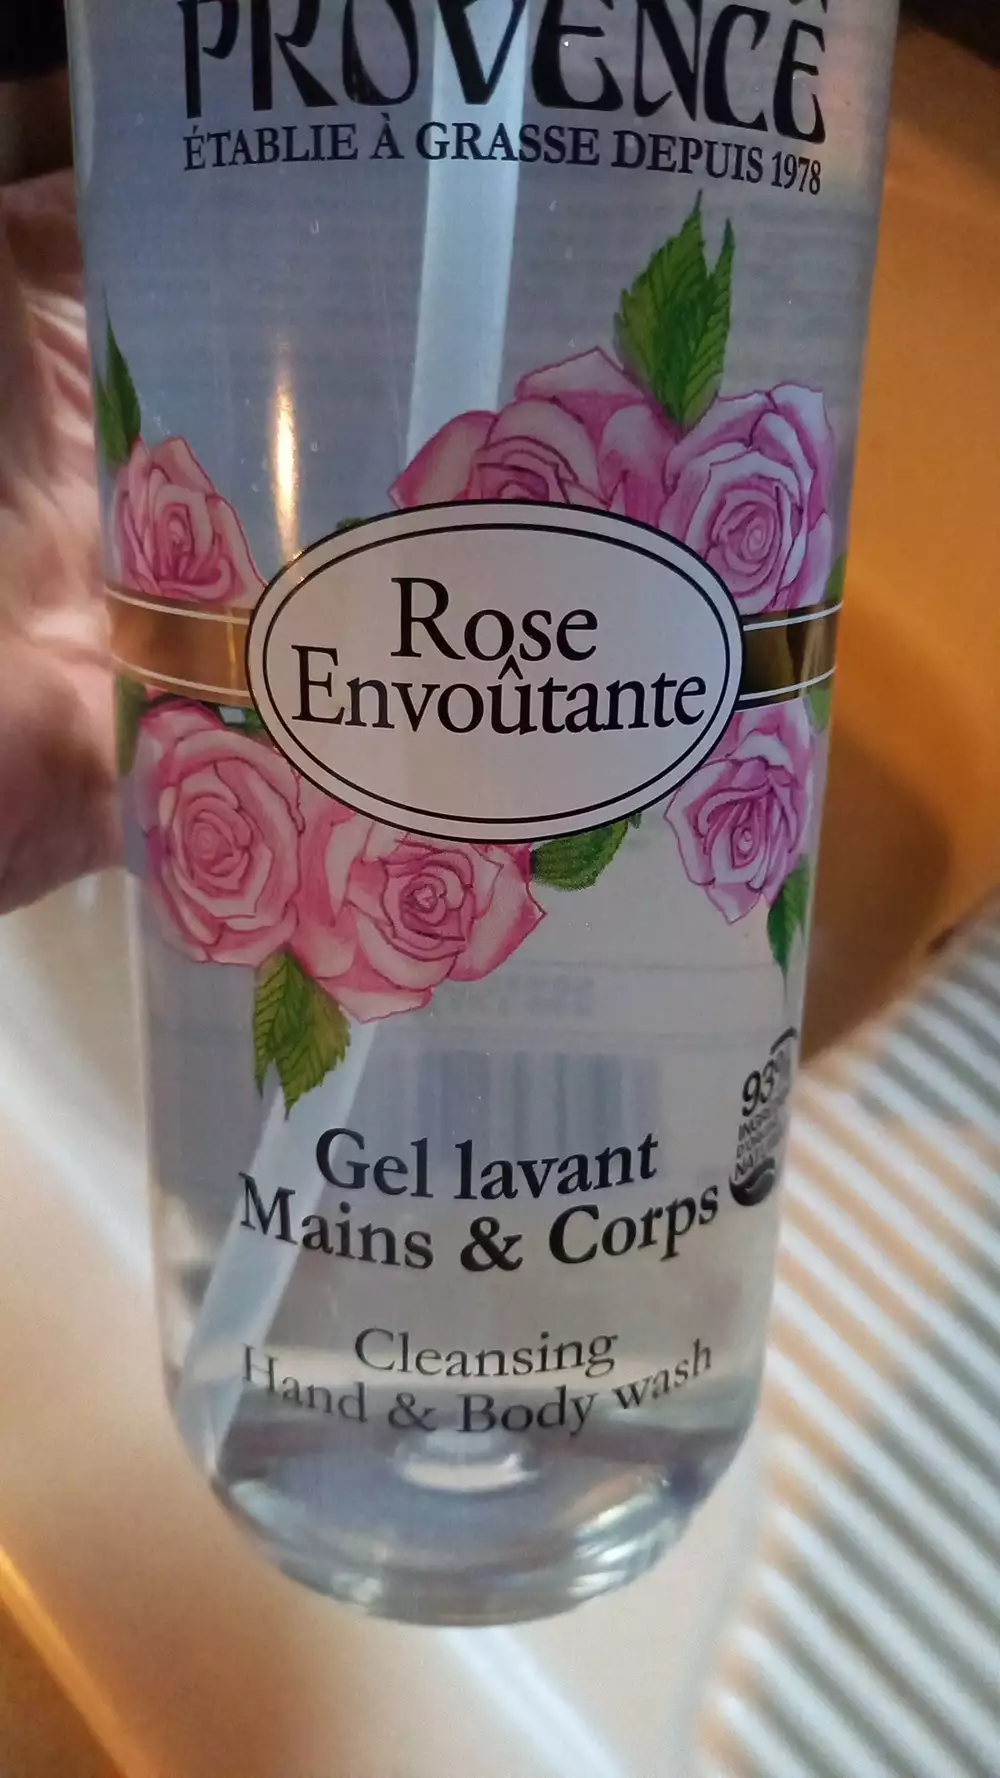 PROVENCE
ÉTABLIE À GRASSE DEPUIS 1978
Rose
Envoûtante
Gel lavant
Mains & Corps
Cleansing
Hand & Body wash